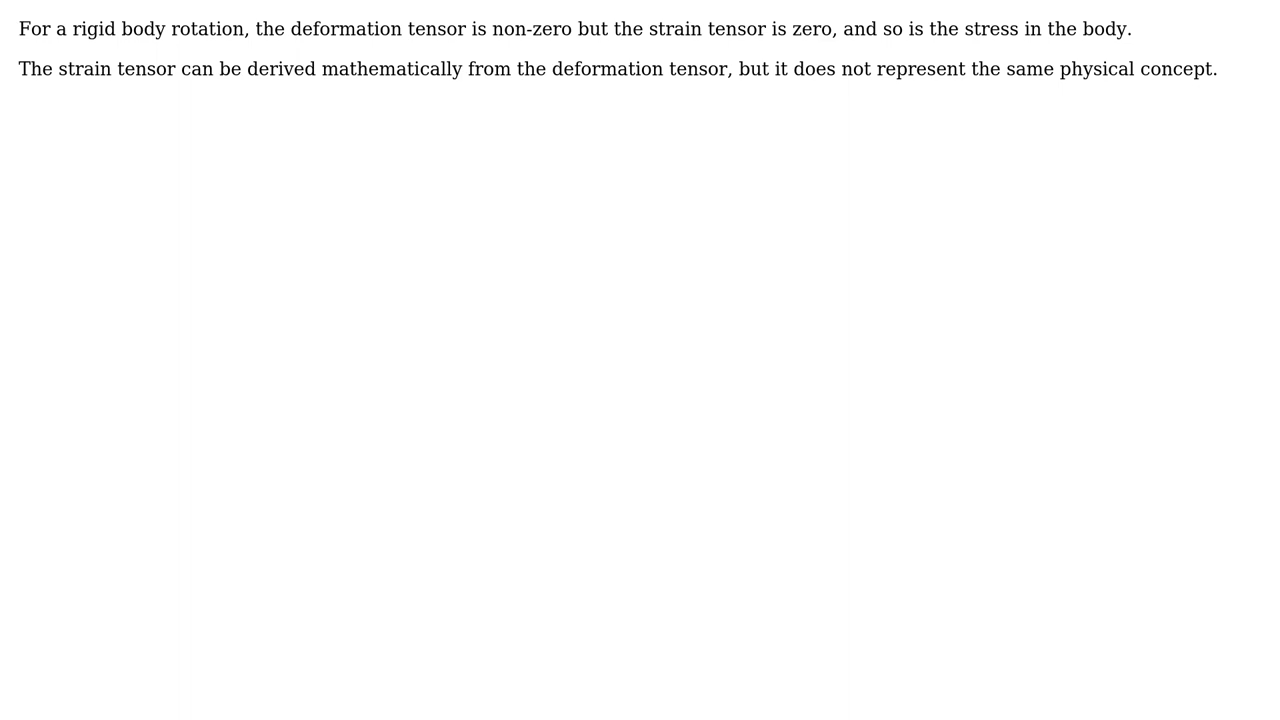 For a rigid body rotation, the deformation tensor is non-zero but the strain tensor is zero, and so is the stress in the body.
The strain tensor can be derived mathematically from the deformation tensor, but it does not represent the same physical concept.